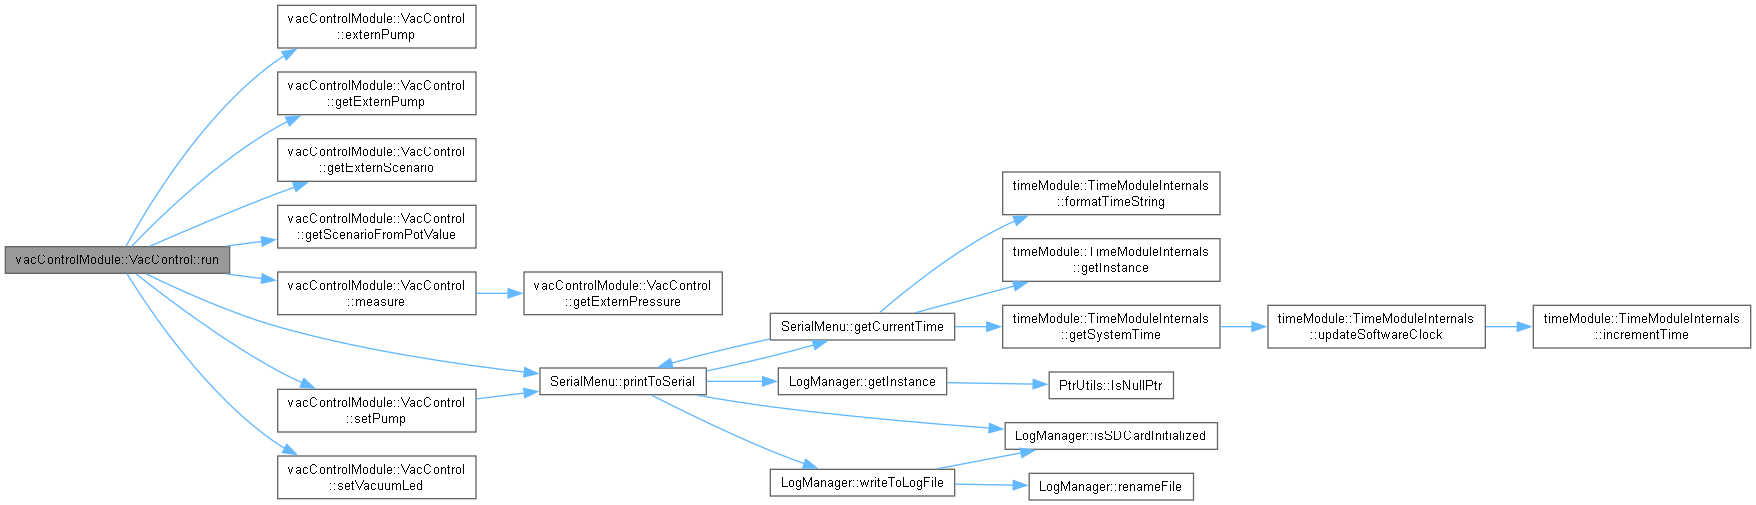 vacControlModule::VacControl
::externPump
vacControlModule::VacControl
::getExternPump
vacControlModule::VacControl
::getExternScenario
vacControlModule::VacControl
::getScenarioFromPotValue
vacControlModule::VacControl::run
vacControlModule::VacControl
::measure
vacControlModule::VacControl
::getExternPressure
vacControlModule::VacControl
::setPump
vacControlModule::VacControl
::setVacuumLed
SerialMenu::printToSerial
SerialMenu::getCurrentTime
LogManager::getInstance
LogManager::writeToLogFile
timeModule::TimeModuleInternals
::formatTimeString
timeModule::TimeModuleInternals
::getInstance
timeModule::TimeModuleInternals
::getSystemTime
timeModule::TimeModuleInternals
::updateSoftwareClock
timeModule::TimeModuleInternals
::incrementTime
PtrUtils::IsNullPtr
LogManager::isSDCardInitialized
LogManager::renameFile